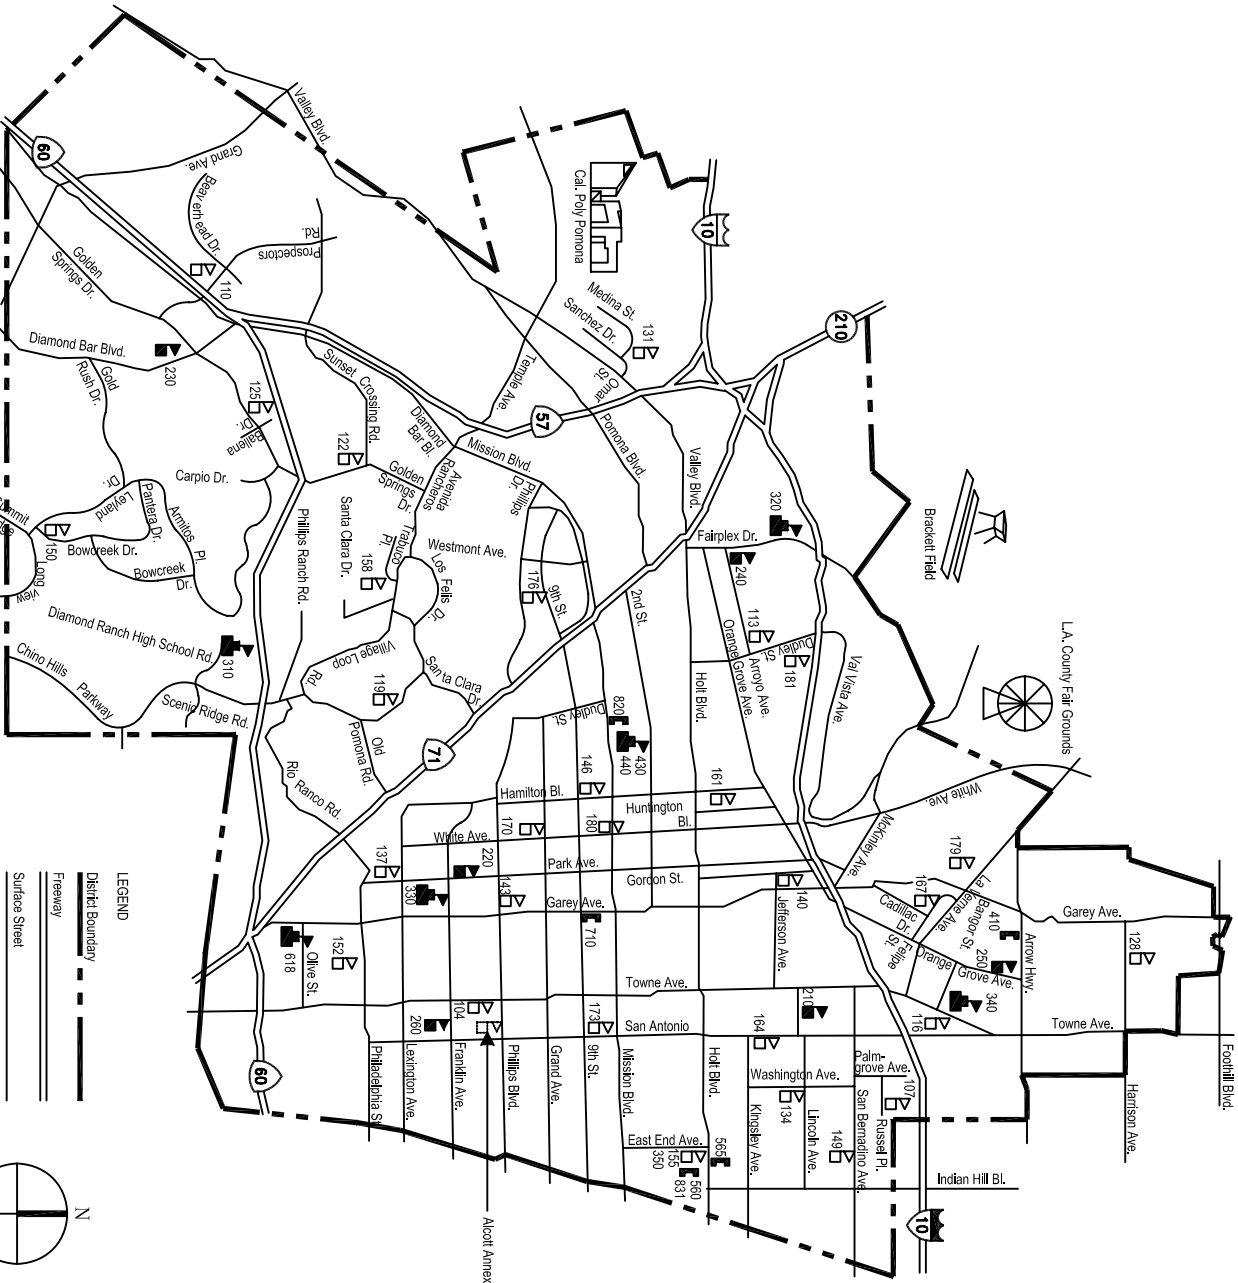 Valley Blvd.
Grand Ave.
60
Beaverhead Dr.
Prospectors
Rd.
Golden
Springs Dr.
110
Cal. Poly Pomona
10
Medina St.
Sanchez Dr.
131
210
Diamond Bar Blvd.
230
Gold
Rush Dr.
125
Ballena
Dr.
Sunset
Crossing Rd.
Diamond
Bar Bl.
Temple Ave.
57
Omar
St.
Pomona Blvd.
Valley Blvd.
122
Golden
Springs
Dr.
Mission Blvd.
Avenida
Rancheros
Phillips
Dr.
Carpio Dr.
Leyland
Dr.
Pantera Dr.
Armitos
Pl.
Phillips Ranch Rd.
Santa Clara Dr.
158
Trabuco
Pl.
Westmont Ave.
Los
Felis
Dr.
176
9th St.
2nd St.
320
Fairplex Dr.
240
Brackett Field
150
Bowcreek Dr.
Bowcreek
Dr.
Long
View
Diamond Ranch High School Rd.
310
Chino Hills
Parkway
Scenic Ridge Rd.
Village Loop
Rd.
119
Santa Clara
Dr.
Old
Pomona Rd.
71
Rio
Ranco Rd.
113
Orange
Grove Ave.
Arroyo Ave.
Dudley
St.
181
Val Vista Ave.
L.A. County Fair Grounds
Holt Blvd.
Dudley St.
820
430
440
146
Hamilton Bl.
161
Huntington
Bl.
White Ave.
170
180
McKinley Ave.
White Ave.
137
220
Park Ave.
Gordon St.
330
143
Garey Ave.
710
140
Jefferson Ave.
179
167
La
Verne Ave.
Bangor St.
Cadillac
Dr.
Felipe
St.
410
250
Arrow Hwy.
Garey Ave.
128
Orange
Grove Ave.
340
618
Olive St.
152
Towne Ave.
210
104
260
173
San Antonio
164
116
Towne Ave.
Foothill Blvd.
Harrison Ave.
60
Philadelphia St.
Lexington Ave.
Franklin Ave.
Phillips Blvd.
Grand Ave.
9th St.
Mission Blvd.
Holt Blvd.
Washington Ave.
Palm-
grove Ave.
107
134
Kingsley Ave.
Lincoln Ave.
149
San Bernadino Ave.
Russel Pl.
East End Ave.
155
350
565
560
831
Indian Hill Bl.
10
Alcott Annex
LEGEND
District Boundary
Freeway
Surface Street
N